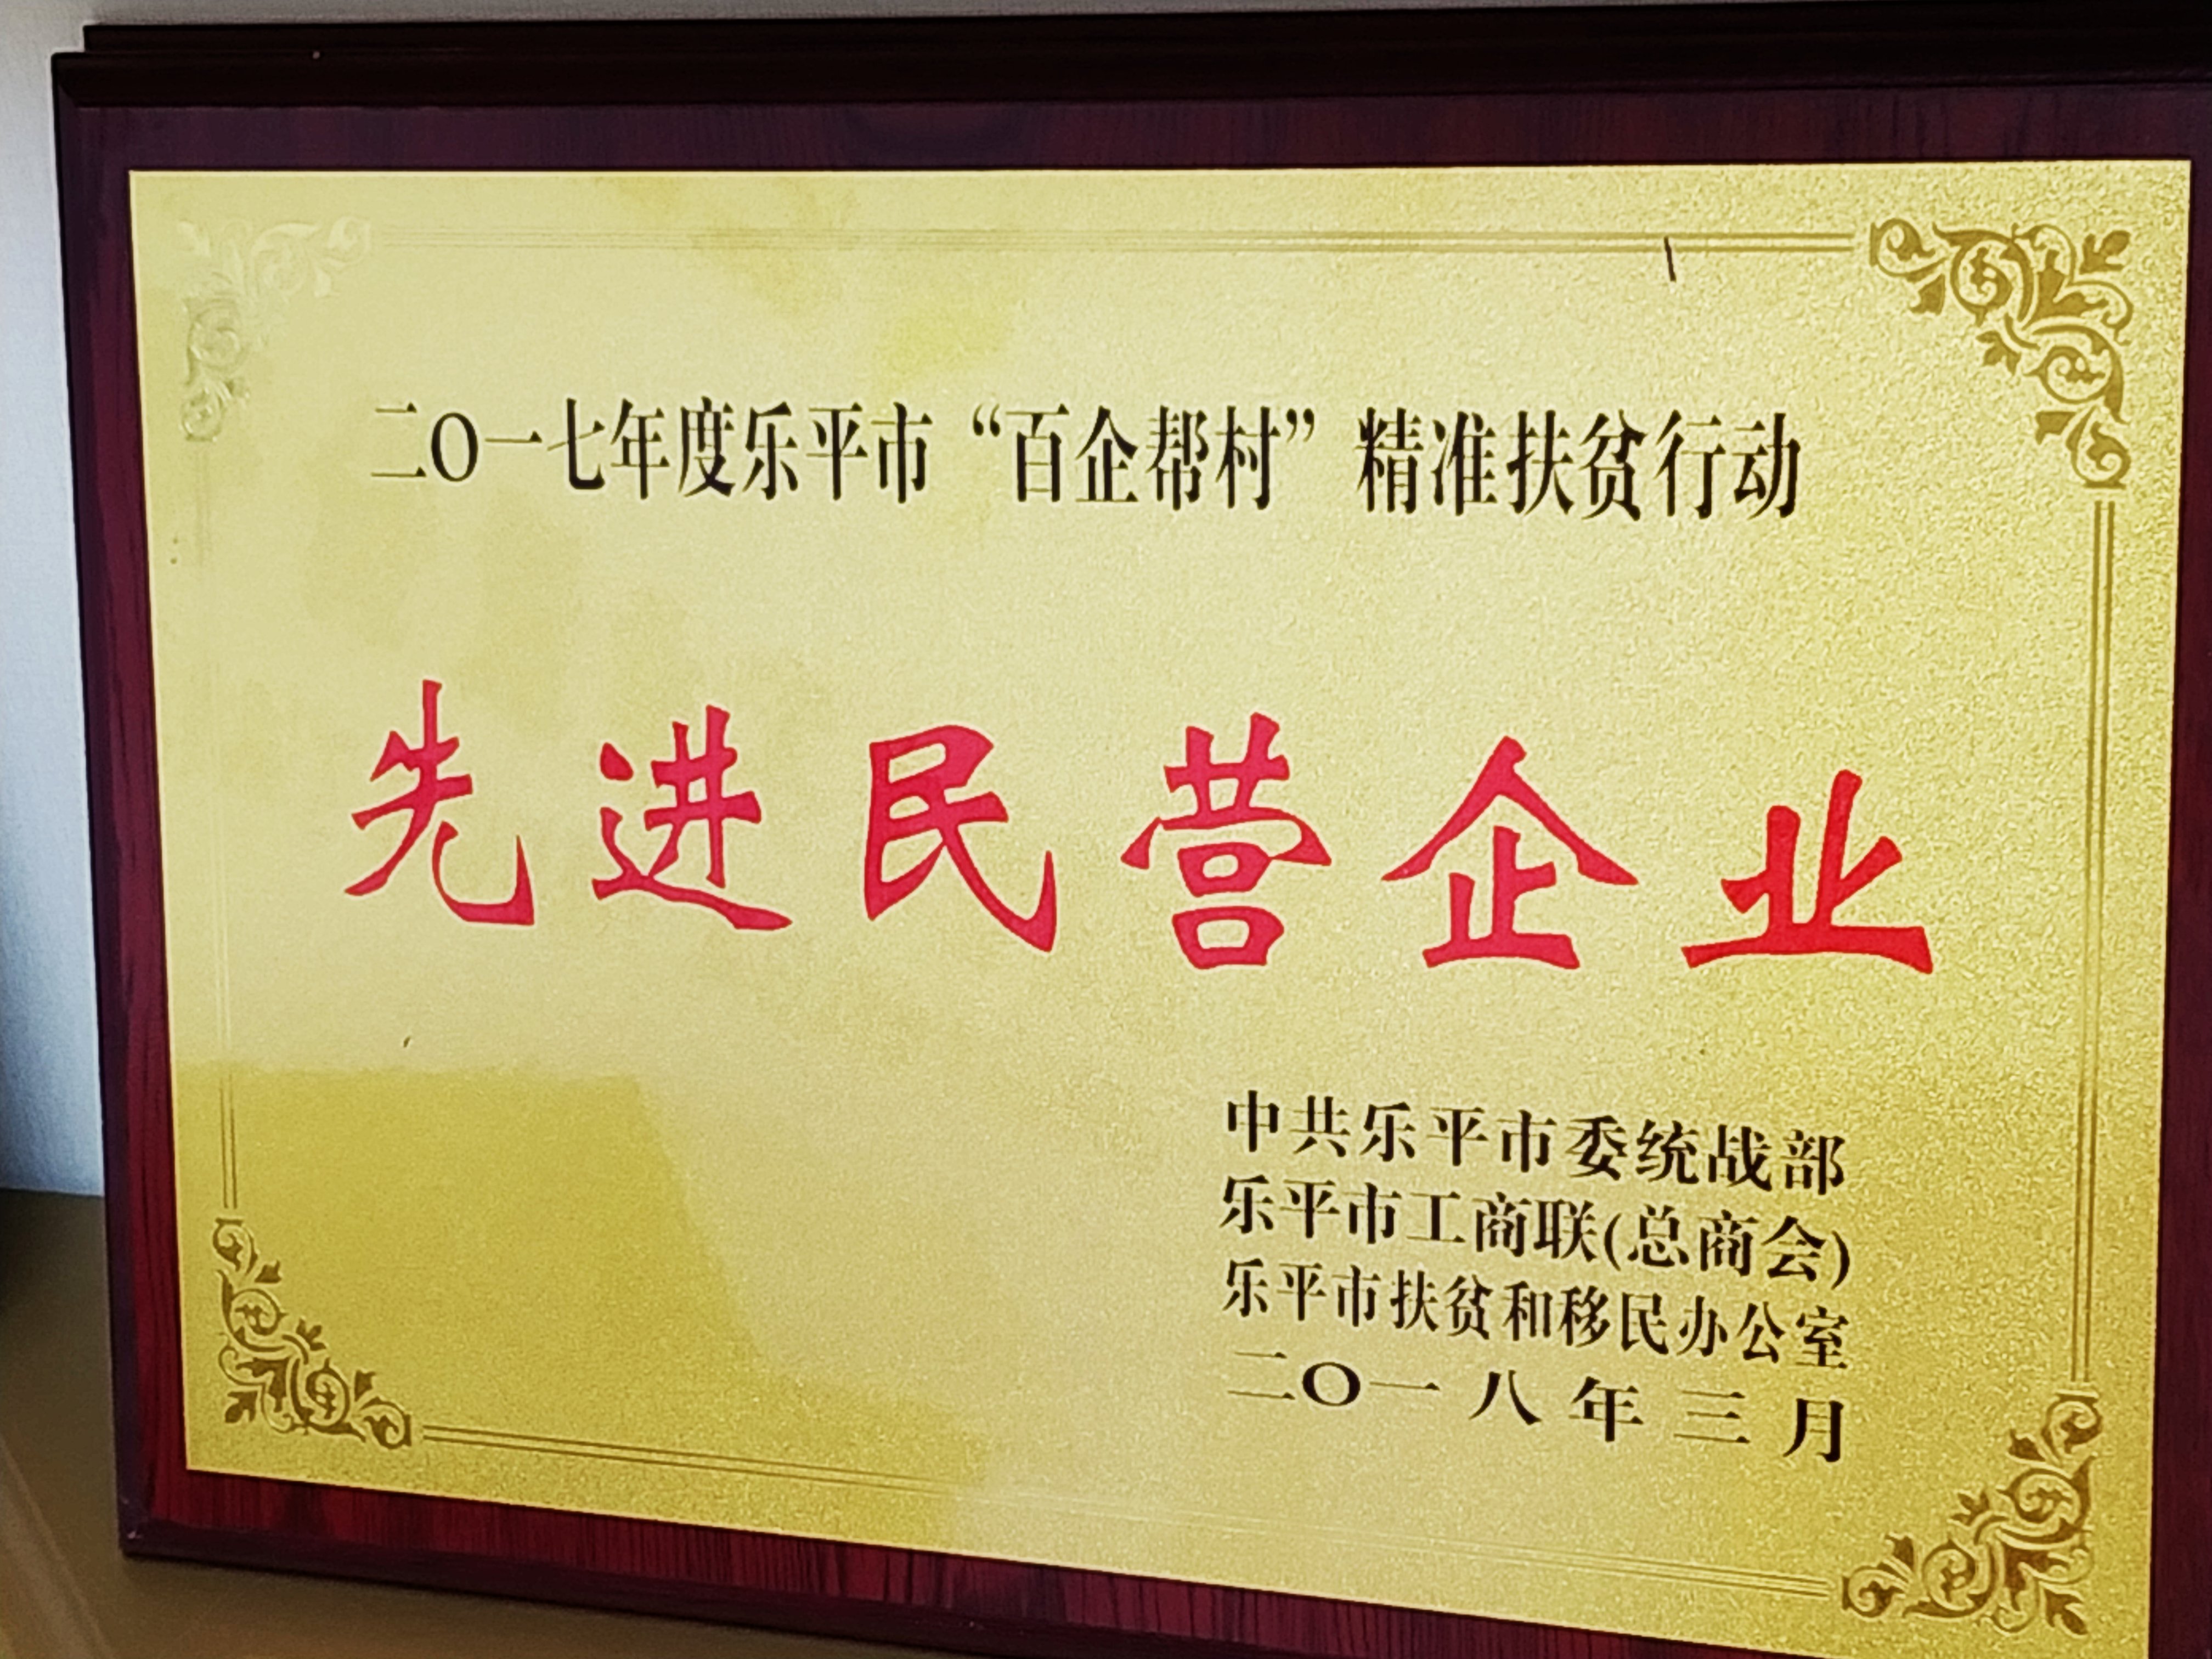 二〇一七年度乐平市“百企帮村”精准扶贫行动
先进民营企业
中共乐平市委统战部
乐平市工商联(总商会)
乐平市扶贫和移民办公室
二〇一八年三月